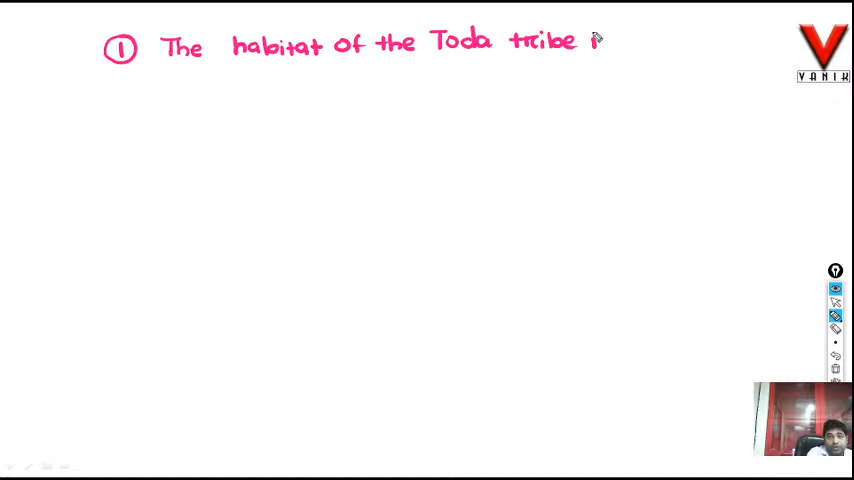 ① The habitat of the Toda tribe i
VANIK